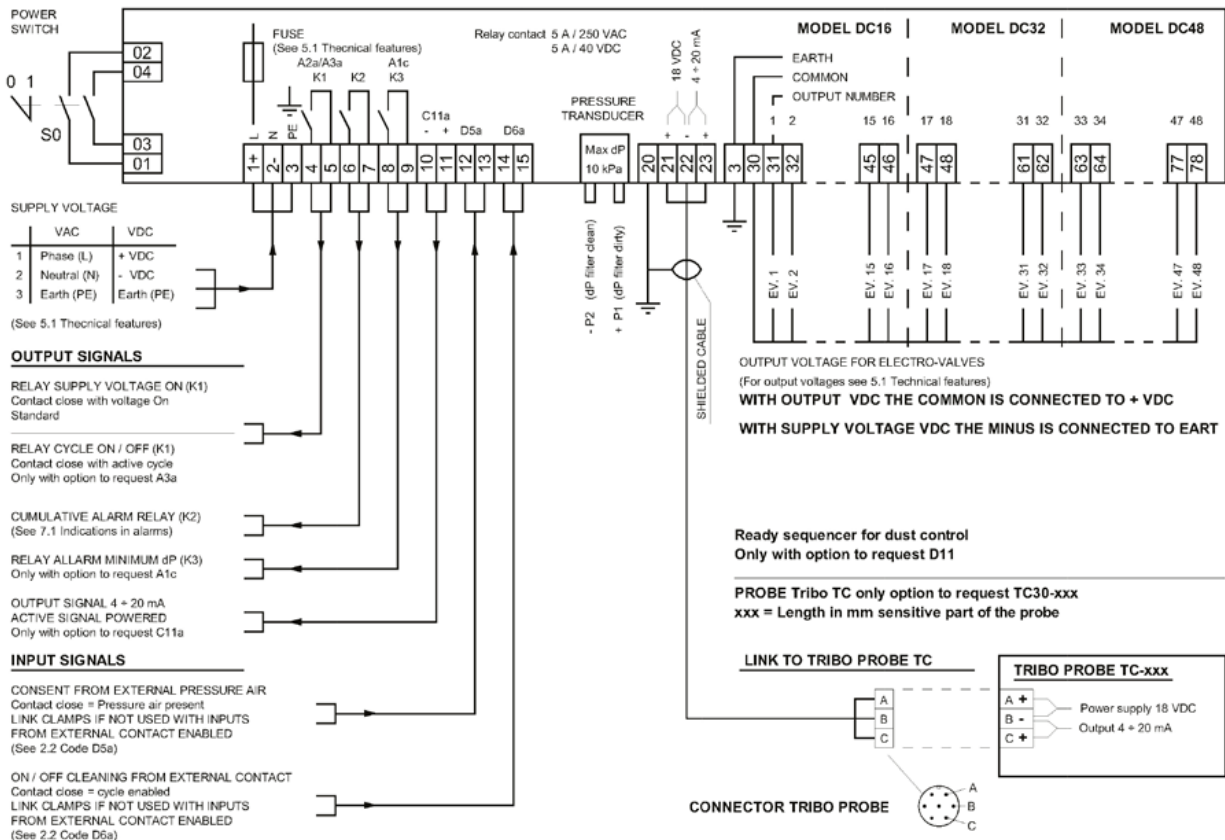 POWER
SWITCH
0 1
S0
02
04
03
01
FUSE
(See 5.1 Thecnical features)
A2a/A3a
K1
K2
A1c
K3
C11a
- +
D5a
D6a
L
N
PE
1+
2-
3
4
5
6
7
8
9
10
11
12
13
14
15
Relay contact 5 A / 250 VAC
5 A / 40 VDC
PRESSURE
TRANSDUCER
Max dP
10 kPa
- P2 (dP filter clean)
+ P1 (dP filter dirty)
18 VDC
4 ÷ 20 mA
+ - +
20
21
22
23
SHIELDED CABLE
EARTH
COMMON
OUTPUT NUMBER
MODEL DC16
MODEL DC32
MODEL DC48
1 2 15 16 17 18 31 32 33 34 47 48
3
30
31
32
45
46
47
48
61
62
63
64
77
78
EV. 1
EV. 2
EV. 15
EV. 16
EV. 17
EV. 18
EV. 31
EV. 32
EV. 33
EV. 34
EV. 47
EV. 48
OUTPUT VOLTAGE FOR ELECTRO-VALVES
(For output voltages see 5.1 Technical features)
WITH OUTPUT VDC THE COMMON IS CONNECTED TO + VDC
WITH SUPPLY VOLTAGE VDC THE MINUS IS CONNECTED TO EART
SUPPLY VOLTAGE
VAC VDC
1 Phase (L) + VDC
2 Neutral (N) - VDC
3 Earth (PE) Earth (PE)
(See 5.1 Thecnical features)
OUTPUT SIGNALS
RELAY SUPPLY VOLTAGE ON (K1)
Contact close with voltage On
Standard
RELAY CYCLE ON / OFF (K1)
Contact close with active cycle
Only with option to request A3a
CUMULATIVE ALARM RELAY (K2)
(See 7.1 Indications in alarms)
RELAY ALLARM MINIMUM dP (K3)
Only with option to request A1c
OUTPUT SIGNAL 4 ÷ 20 mA
ACTIVE SIGNAL POWERED
Only with option to request C11a
INPUT SIGNALS
CONSENT FROM EXTERNAL PRESSURE AIR
Contact close = Pressure air present
LINK CLAMPS IF NOT USED WITH INPUTS
FROM EXTERNAL CONTACT ENABLED
(See 2.2 Code D5a)
ON / OFF CLEANING FROM EXTERNAL CONTACT
Contact close = cycle enabled
LINK CLAMPS IF NOT USED WITH INPUTS
FROM EXTERNAL CONTACT ENABLED
(See 2.2 Code D6a)
Ready sequencer for dust control
Only with option to request D11
PROBE Tribo TC only option to request TC30-xxx
xxx = Length in mm sensitive part of the probe
LINK TO TRIBO PROBE TC
A
B
C
TRIBO PROBE TC-xxx
A +
B -
C +
Power supply 18 VDC
Output 4 ÷ 20 mA
CONNECTOR TRIBO PROBE
A
B
C